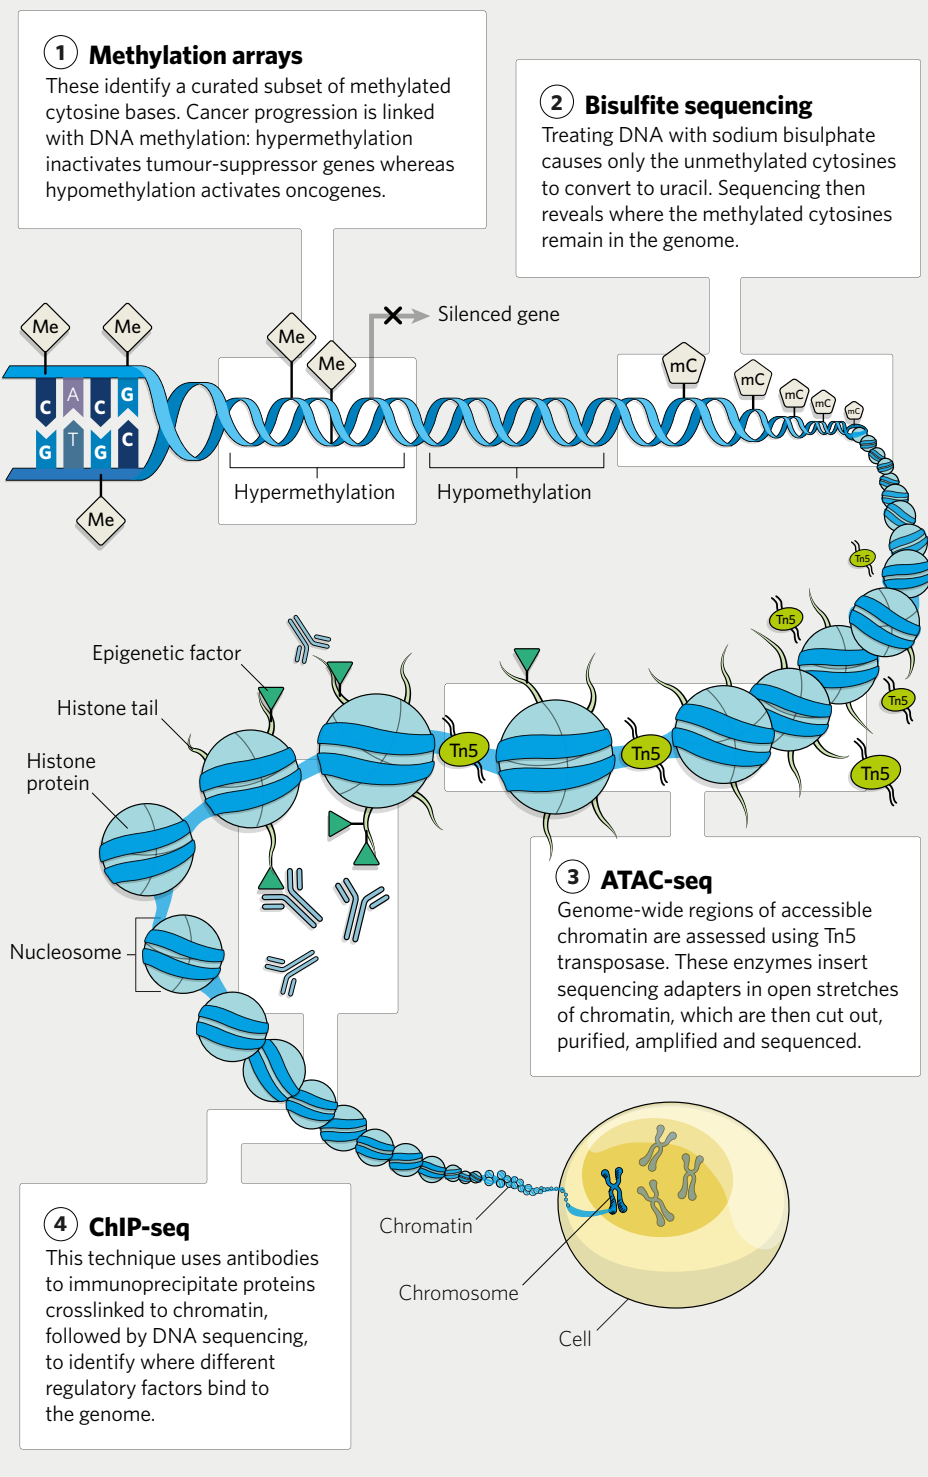 1 Methylation arrays
These identify a curated subset of methylated
cytosine bases. Cancer progression is linked
with DNA methylation: hypermethylation
inactivates tumour-suppressor genes whereas
hypomethylation activates oncogenes.
2 Bisulfite sequencing
Treating DNA with sodium bisulphate
causes only the unmethylated cytosines
to convert to uracil. Sequencing then
reveals where the methylated cytosines
remain in the genome.
Me
Me
Me
Me
Silenced gene
mC
mC
mC
mC
mC
C A C G
G T G C
Me
Hypermethylation
Hypomethylation
Tn5
Tn5
Tn5
Tn5
Tn5
Tn5
Epigenetic factor
Histone tail
Histone
protein
Nucleosome
3 ATAC-seq
Genome-wide regions of accessible
chromatin are assessed using Tn5
transposase. These enzymes insert
sequencing adapters in open stretches
of chromatin, which are then cut out,
purified, amplified and sequenced.
Chromatin
Chromosome
Cell
4 ChIP-seq
This technique uses antibodies
to immunoprecipitate proteins
crosslinked to chromatin,
followed by DNA sequencing,
to identify where different
regulatory factors bind to
the genome.